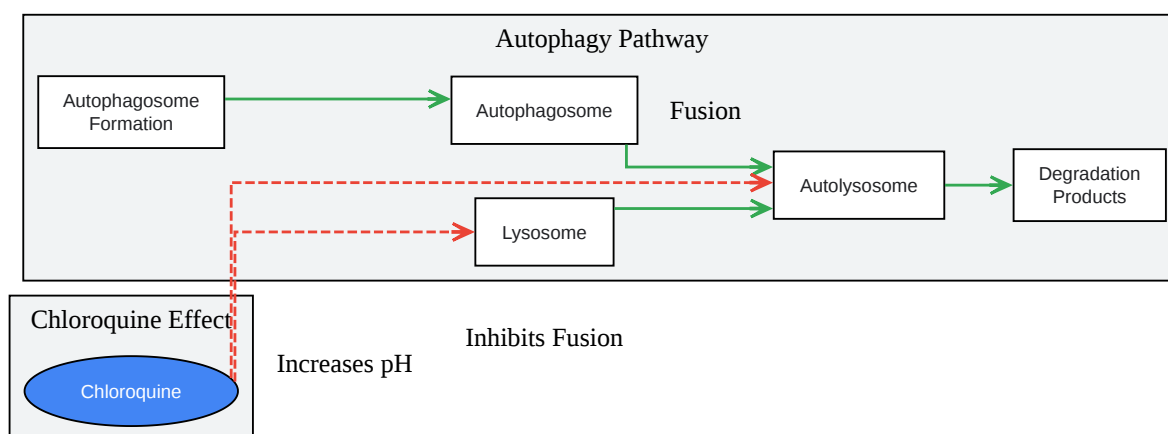 Autophagy Pathway
Autophagosome
Formation
Autophagosome
Fusion
Autolysosome
Degradation
Products
Lysosome
Chloroquine Effect
Inhibits Fusion
Increases pH
Chloroquine